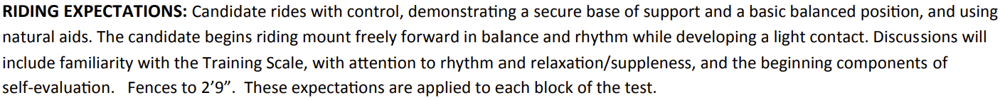 RIDING EXPECTATIONS: Candidate rides with control, demonstrating a secure base of support and a basic balanced position, and using
natural aids. The candidate begins riding mount freely forward in balance and rhythm while developing a light contact. Discussions will
include familiarity with the Training Scale, with attention to rhythm and relaxation/suppleness, and the beginning components of
self-evaluation.   Fences to 2’9”.  These expectations are applied to each block of the test.